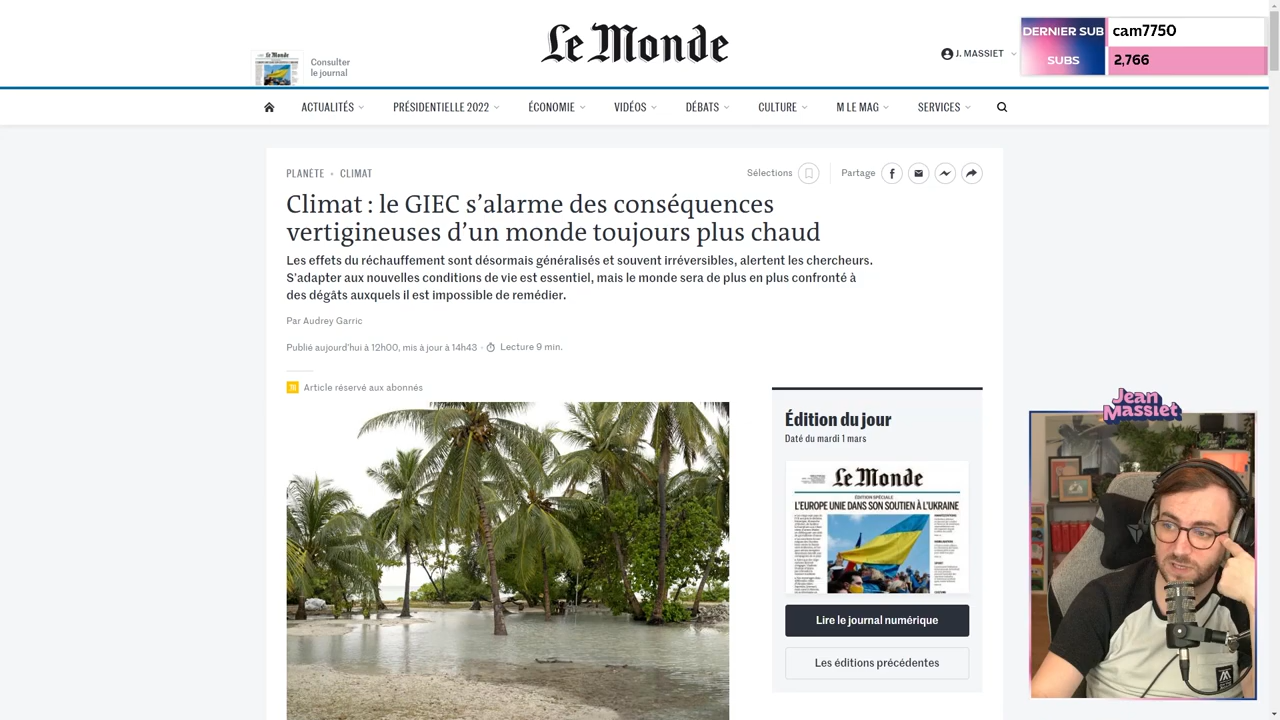 Le Monde
Consulter
le journal
J. MASSIET
DERNIER SUB
cam7750
SUBS
2,766
ACTUALITÉS
PRÉSIDENTIELLE 2022
ÉCONOMIE
VIDÉOS
DÉBATS
CULTURE
M LE MAG
SERVICES
PLANÈTE • CLIMAT
Sélections
Partage
Climat : le GIEC s’alarme des conséquences
vertigineuses d’un monde toujours plus chaud
Les effets du réchauffement sont désormais généralisés et souvent irréversibles, alertent les chercheurs.
S’adapter aux nouvelles conditions de vie est essentiel, mais le monde sera de plus en plus confronté à
des dégâts auxquels il est impossible de remédier.
Par Audrey Garric
Publié aujourd’hui à 12h00, mis à jour à 14h43 · Lecture 9 min.
Article réservé aux abonnés
Édition du jour
Daté du mardi 1 mars
Le Monde
ÉDITION SPÉCIALE
L’EUROPE UNIE DANS SON SOUTIEN À L’UKRAINE
Lire le journal numérique
Les éditions précédentes
Jean
Massiet